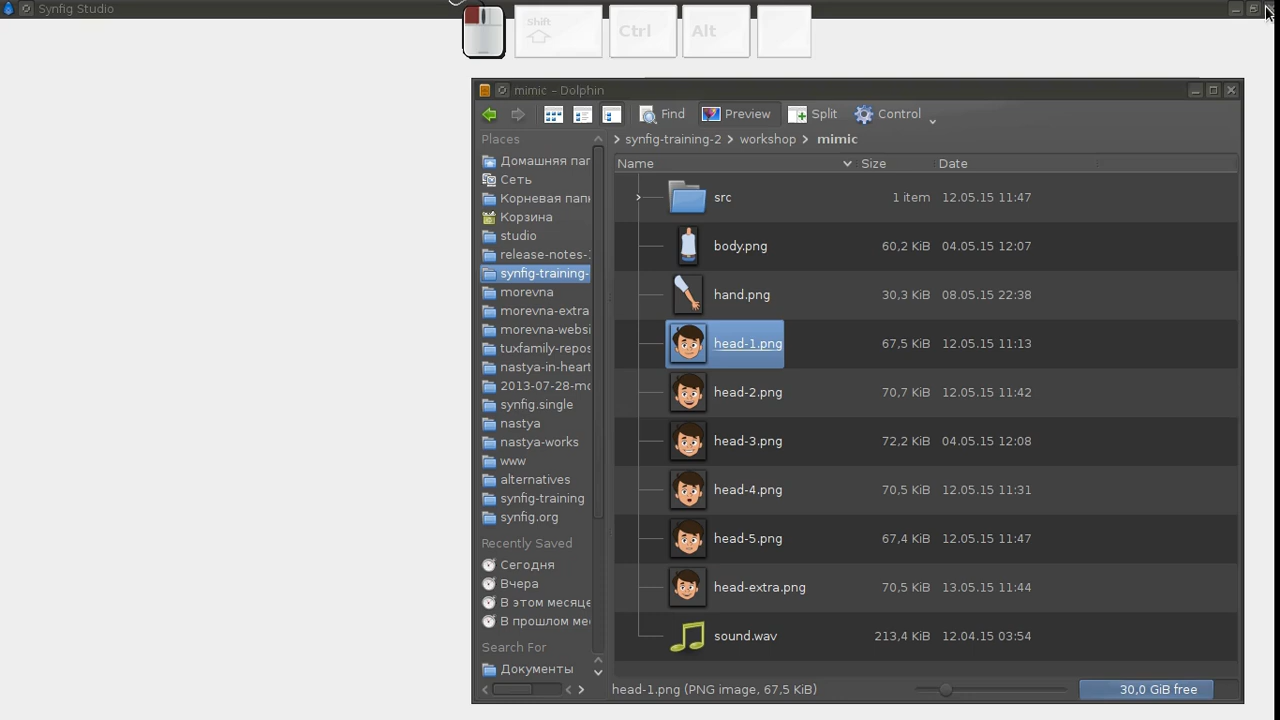 Synfig Studio
Shift
Ctrl
Alt
mimic – Dolphin
Find
Preview
Split
Control
Places
synfig-training-2
workshop
mimic
Name
Size
Date
Домашняя пап
Сеть
Корневая папк
Корзина
studio
release-notes-1
synfig-training-
morevna
morevna-extra
morevna-websi
tuxfamily-repos
nastya-in-heart
2013-07-28-mo
synfig.single
nastya
nastya-works
www
alternatives
synfig-training
synfig.org
Recently Saved
Сегодня
Вчера
В этом месяце
В прошлом мес
Search For
Документы
src 1 item 12.05.15 11:47
body.png 60,2 KiB 04.05.15 12:07
hand.png 30,3 KiB 08.05.15 22:38
head-1.png 67,5 KiB 12.05.15 11:13
head-2.png 70,7 KiB 12.05.15 11:42
head-3.png 72,2 KiB 04.05.15 12:08
head-4.png 70,5 KiB 12.05.15 11:31
head-5.png 67,4 KiB 12.05.15 11:47
head-extra.png 70,5 KiB 13.05.15 11:44
sound.wav 213,4 KiB 12.04.15 03:54
head-1.png (PNG image, 67,5 KiB)
30,0 GiB free